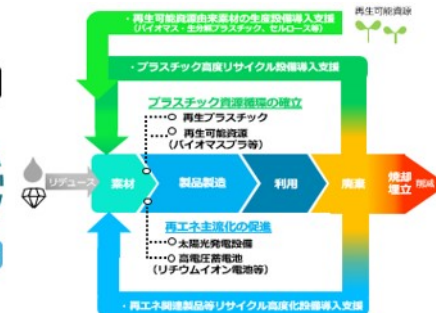 再生可能資源
・再生可能資源由来素材の生産設備導入支援
（バイオマス・生分解プラスチック、セルロース等）
・プラスチック高度リサイクル設備導入支援
プラスチック資源循環の確立
○ 再生プラスチック
○ 再生可能資源
（バイオマスプラ等）
リデュース
素材
製品製造
利用
廃棄
焼却
埋立
削減
再エネ主流化の促進
○ 太陽光発電設備
○ 高電圧蓄電池
（リチウムイオン電池等）
・再エネ関連製品等リサイクル高度化設備導入支援